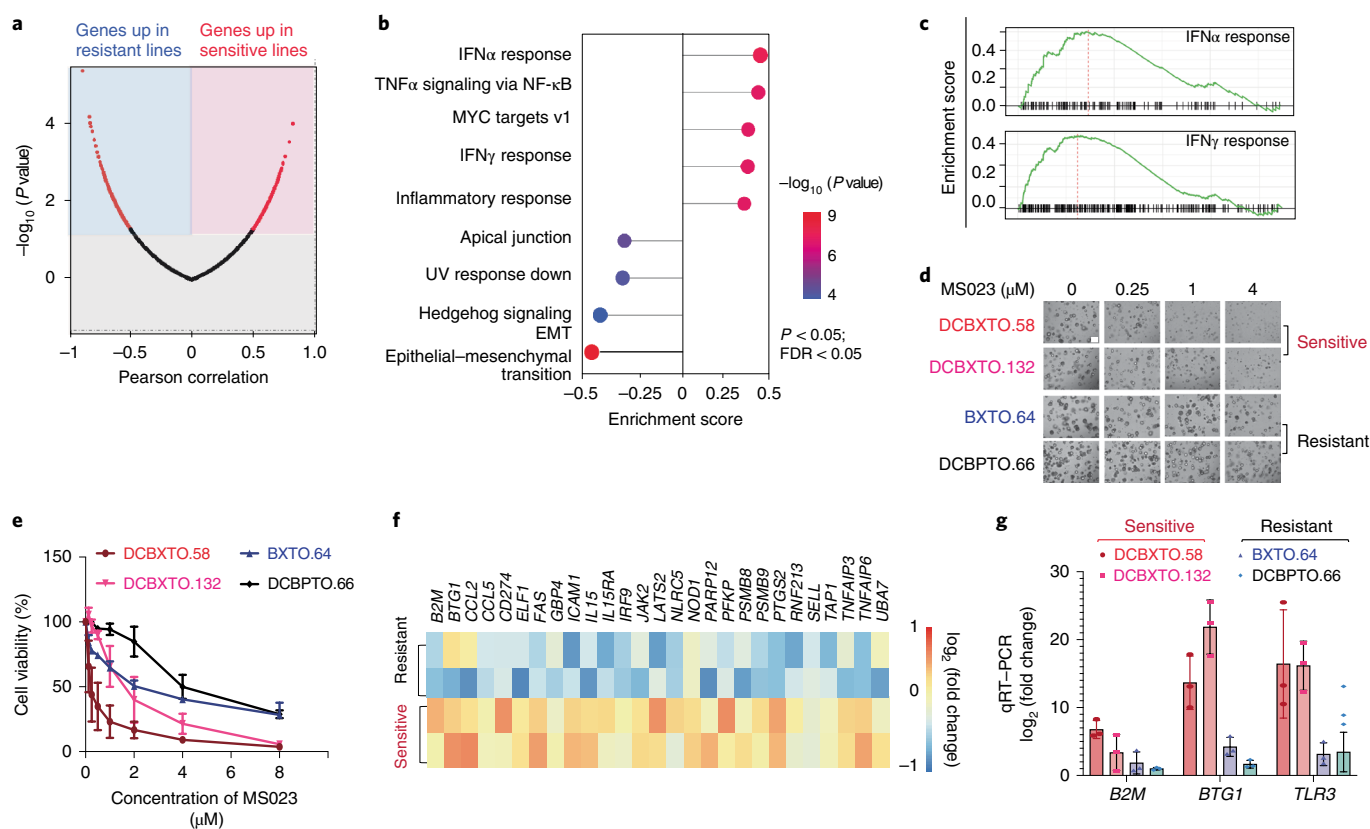 a
Genes up in
resistant lines
Genes up in
sensitive lines
4
2
0
–log10 (P value)
–1
–0.5
0
0.5
1.0
Pearson correlation
b
IFNα response
TNFα signaling via NF-κB
MYC targets v1
IFNγ response
Inflammatory response
Apical junction
UV response down
Hedgehog signaling
EMT
Epithelial–mesenchymal
transition
–0.5
–0.25
0
0.25
0.5
Enrichment score
–log10 (P value)
9
6
4
P < 0.05;
FDR < 0.05
c
IFNα response
0.4
0.2
0.0
IFNγ response
0.4
0.2
0.0
Enrichment score
d
MS023 (μM)
0
0.25
1
4
DCBXTO.58
DCBXTO.132
Sensitive
BXTO.64
DCBPTO.66
Resistant
e
150
100
50
0
Cell viability (%)
DCBXTO.58
BXTO.64
DCBXTO.132
DCBPTO.66
0
2
4
6
8
Concentration of MS023
(μM)
f
B2M
BTG1
CCL2
CCL5
CD274
ELF1
FAS
GBP4
ICAM1
IL15
IL15RA
IRF9
JAK2
LATS2
NLRC5
NOD1
PARP12
PFKP
PSMB8
PSMB9
PTGS2
RNF213
SELL
TAP1
TNFAIP3
TNFAIP6
UBA7
Resistant
Sensitive
1
0
–1
log2 (fold change)
g
Sensitive
Resistant
DCBXTO.58
BXTO.64
DCBXTO.132
DCBPTO.66
30
20
10
0
qRT–PCR
log2 (fold change)
B2M
BTG1
TLR3